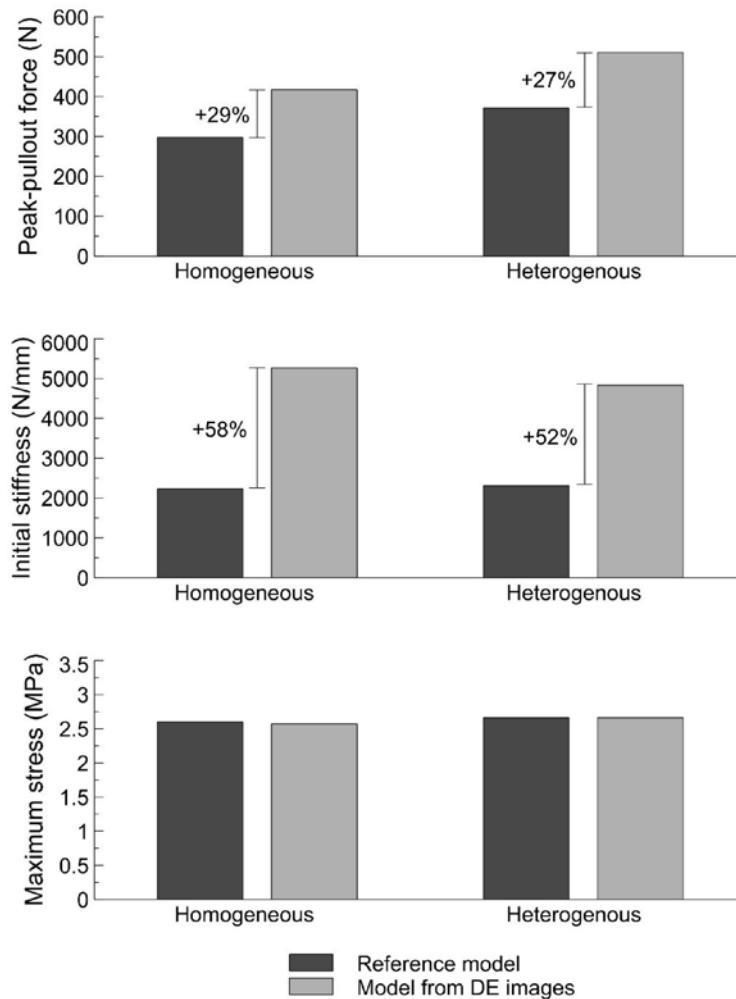 Peak-pullout force (N)
600
500
400
300
200
100
0
+29%
+27%
Homogeneous
Heterogenous
Initial stiffness (N/mm)
6000
5000
4000
3000
2000
1000
0
+58%
+52%
Homogeneous
Heterogenous
Maximum stress (MPa)
3.5
3
2.5
2
1.5
1
0.5
0
Homogeneous
Heterogenous
Reference model
Model from DE images